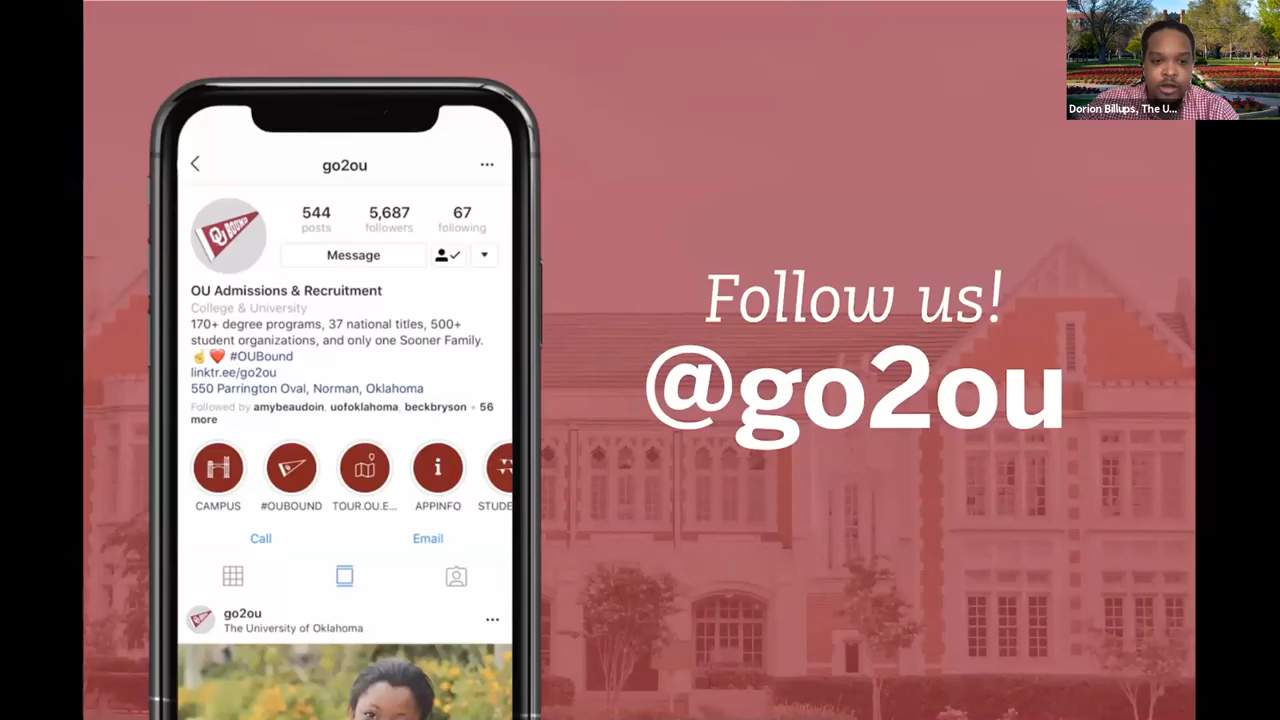 Dorion Billups, The U...
go2ou
544
5,687
67
posts
followers
following
OU BOUND
Message
OU Admissions & Recruitment
College & University
170+ degree programs, 37 national titles, 500+
student organizations, and only one Sooner Family.
☝️❤️ #OUBound
linktr.ee/go2ou
550 Parrington Oval, Norman, Oklahoma
Followed by amybeaudoin, uofoklahoma, beckbryson + 56
more
i
CAMPUS
#OUBOUND
TOUR.OU.E...
APPINFO
STUDE
Call
Email
go2ou
The University of Oklahoma
Follow us!
@go2ou